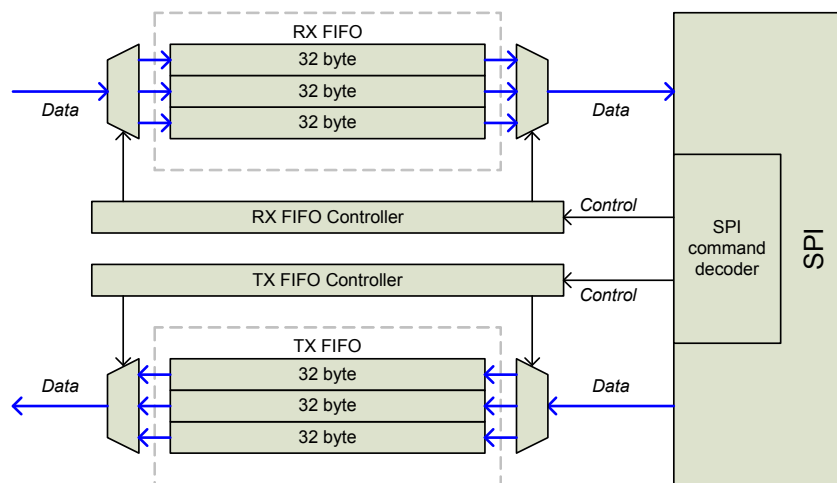 RX FIFO
32 byte
32 byte
32 byte
Data
Data
RX FIFO Controller
Control
SPI
command
decoder
SPI
TX FIFO Controller
Control
TX FIFO
32 byte
32 byte
32 byte
Data
Data